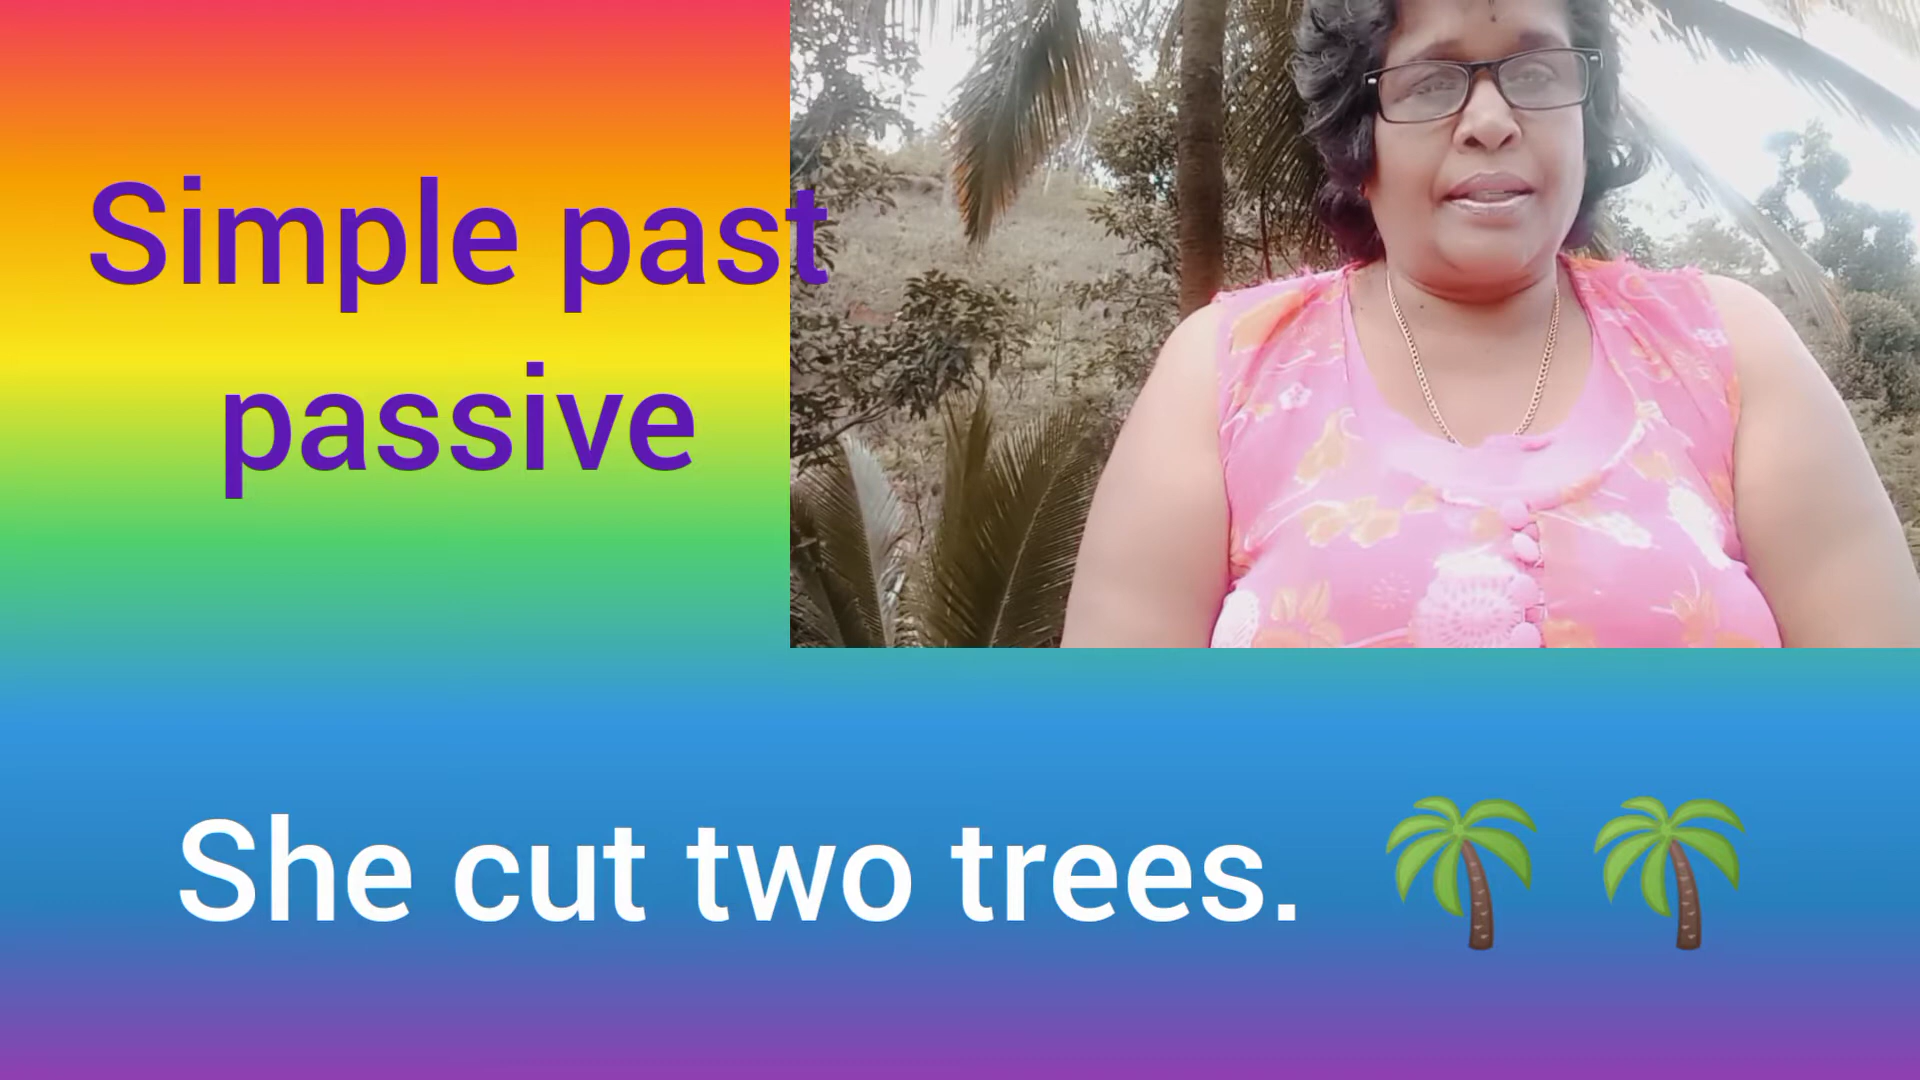 Simple past
passive
She cut two trees. 🌴 🌴